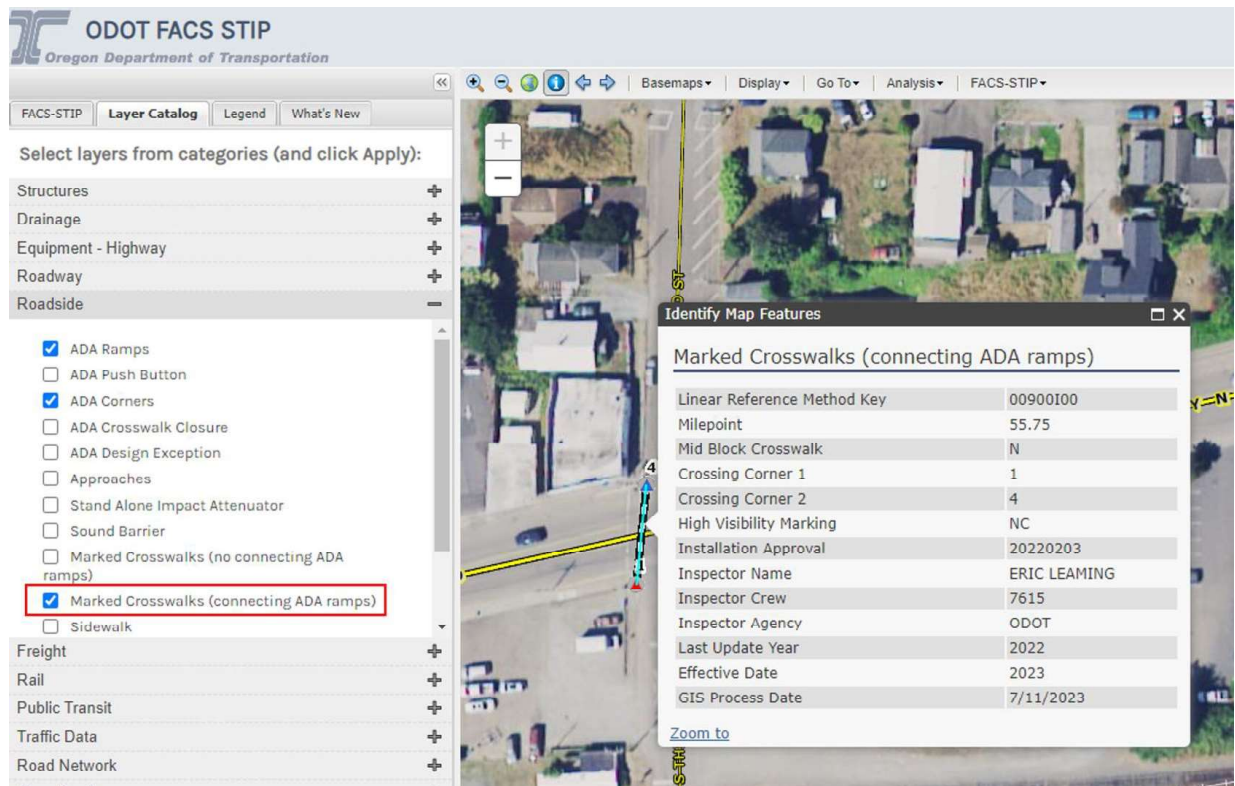 ODOT FACS STIP
Oregon Department of Transportation
Basemaps
Display
Go To
Analysis
FACS-STIP
FACS-STIP
Layer Catalog
Legend
What's New
Select layers from categories (and click Apply):
Structures
Drainage
Equipment - Highway
Roadway
Roadside
ADA Ramps
ADA Push Button
ADA Corners
ADA Crosswalk Closure
ADA Design Exception
Approaches
Stand Alone Impact Attenuator
Sound Barrier
Marked Crosswalks (no connecting ADA
ramps)
Marked Crosswalks (connecting ADA ramps)
Sidewalk
Freight
Rail
Public Transit
Traffic Data
Road Network
ST
4
1
Y-N-
S-TH
Identify Map Features
Marked Crosswalks (connecting ADA ramps)
Linear Reference Method Key 00900I00
Milepoint 55.75
Mid Block Crosswalk N
Crossing Corner 1 1
Crossing Corner 2 4
High Visibility Marking NC
Installation Approval 20220203
Inspector Name ERIC LEAMING
Inspector Crew 7615
Inspector Agency ODOT
Last Update Year 2022
Effective Date 2023
GIS Process Date 7/11/2023
Zoom to